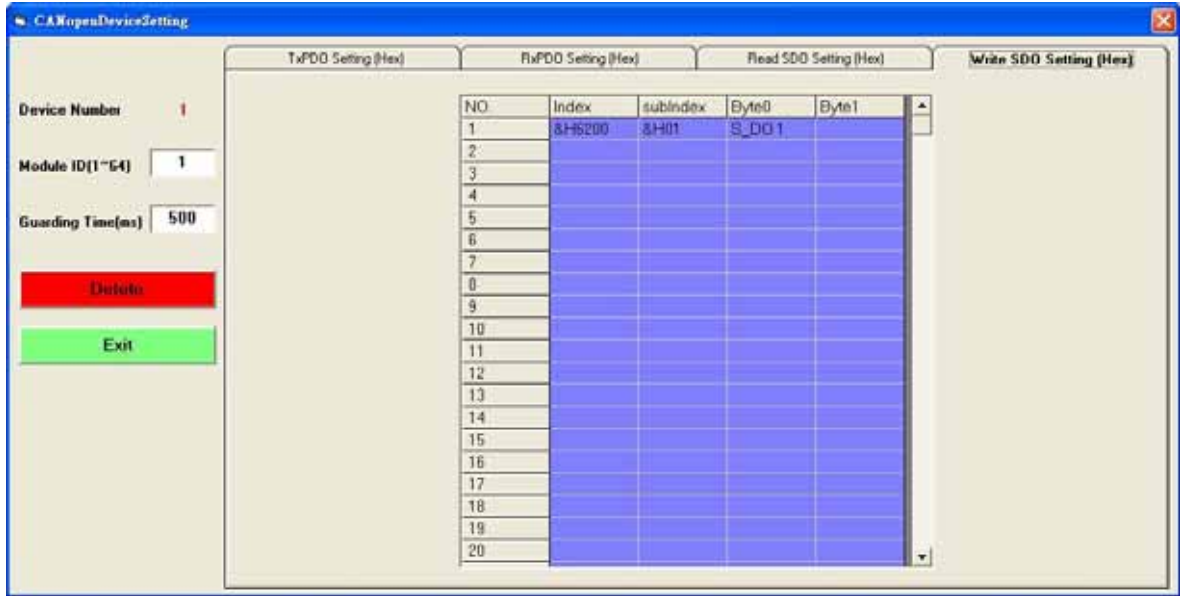 CANopenDeviceSetting
TxPDO Setting (Hex) RxPDO Setting (Hex) Read SDO Setting (Hex) Write SDO Setting (Hex)
Device Number 1
Module ID(1~64) 1
Guarding Time(ms) 500
Delete
Exit
NO. Index subIndex Byte0 Byte1
1 &H6200 &H01 S_DO 1
2
3
4
5
6
7
8
9
10
11
12
13
14
15
16
17
18
19
20